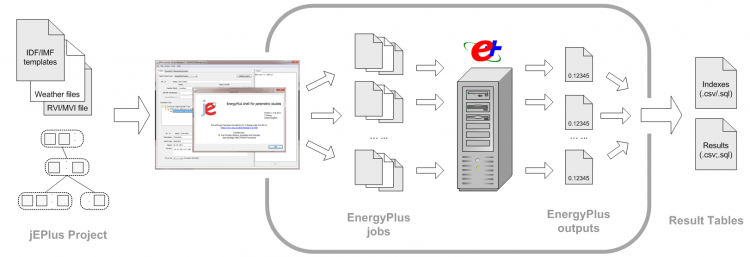 IDF/IMF
templates
Weather files
RVI/MVI file
jEPlus Project
jE
EnergyPlus shell for parametric studies
... ...
EnergyPlus
jobs
e+
0.12345
0.12345
... ...
0.12345
EnergyPlus
outputs
Indexes
(.csv/.sql)
Results
(.csv;.sql)
Result Tables